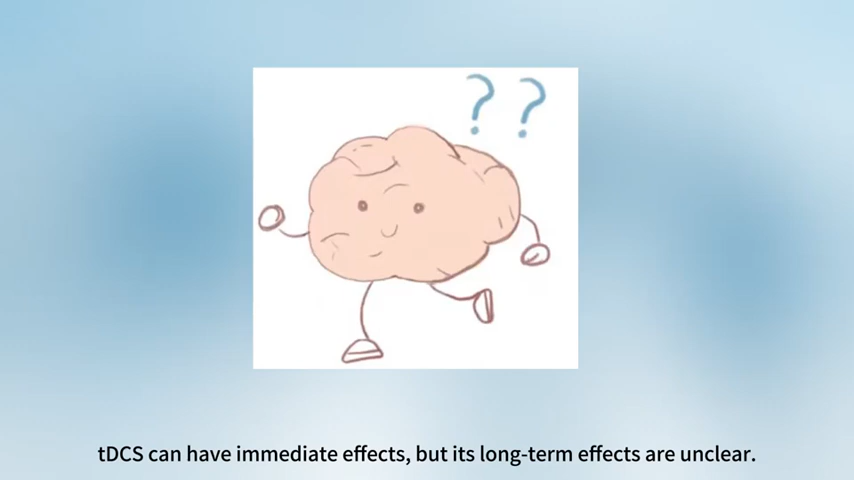 ??
tDCS can have immediate effects, but its long-term effects are unclear.